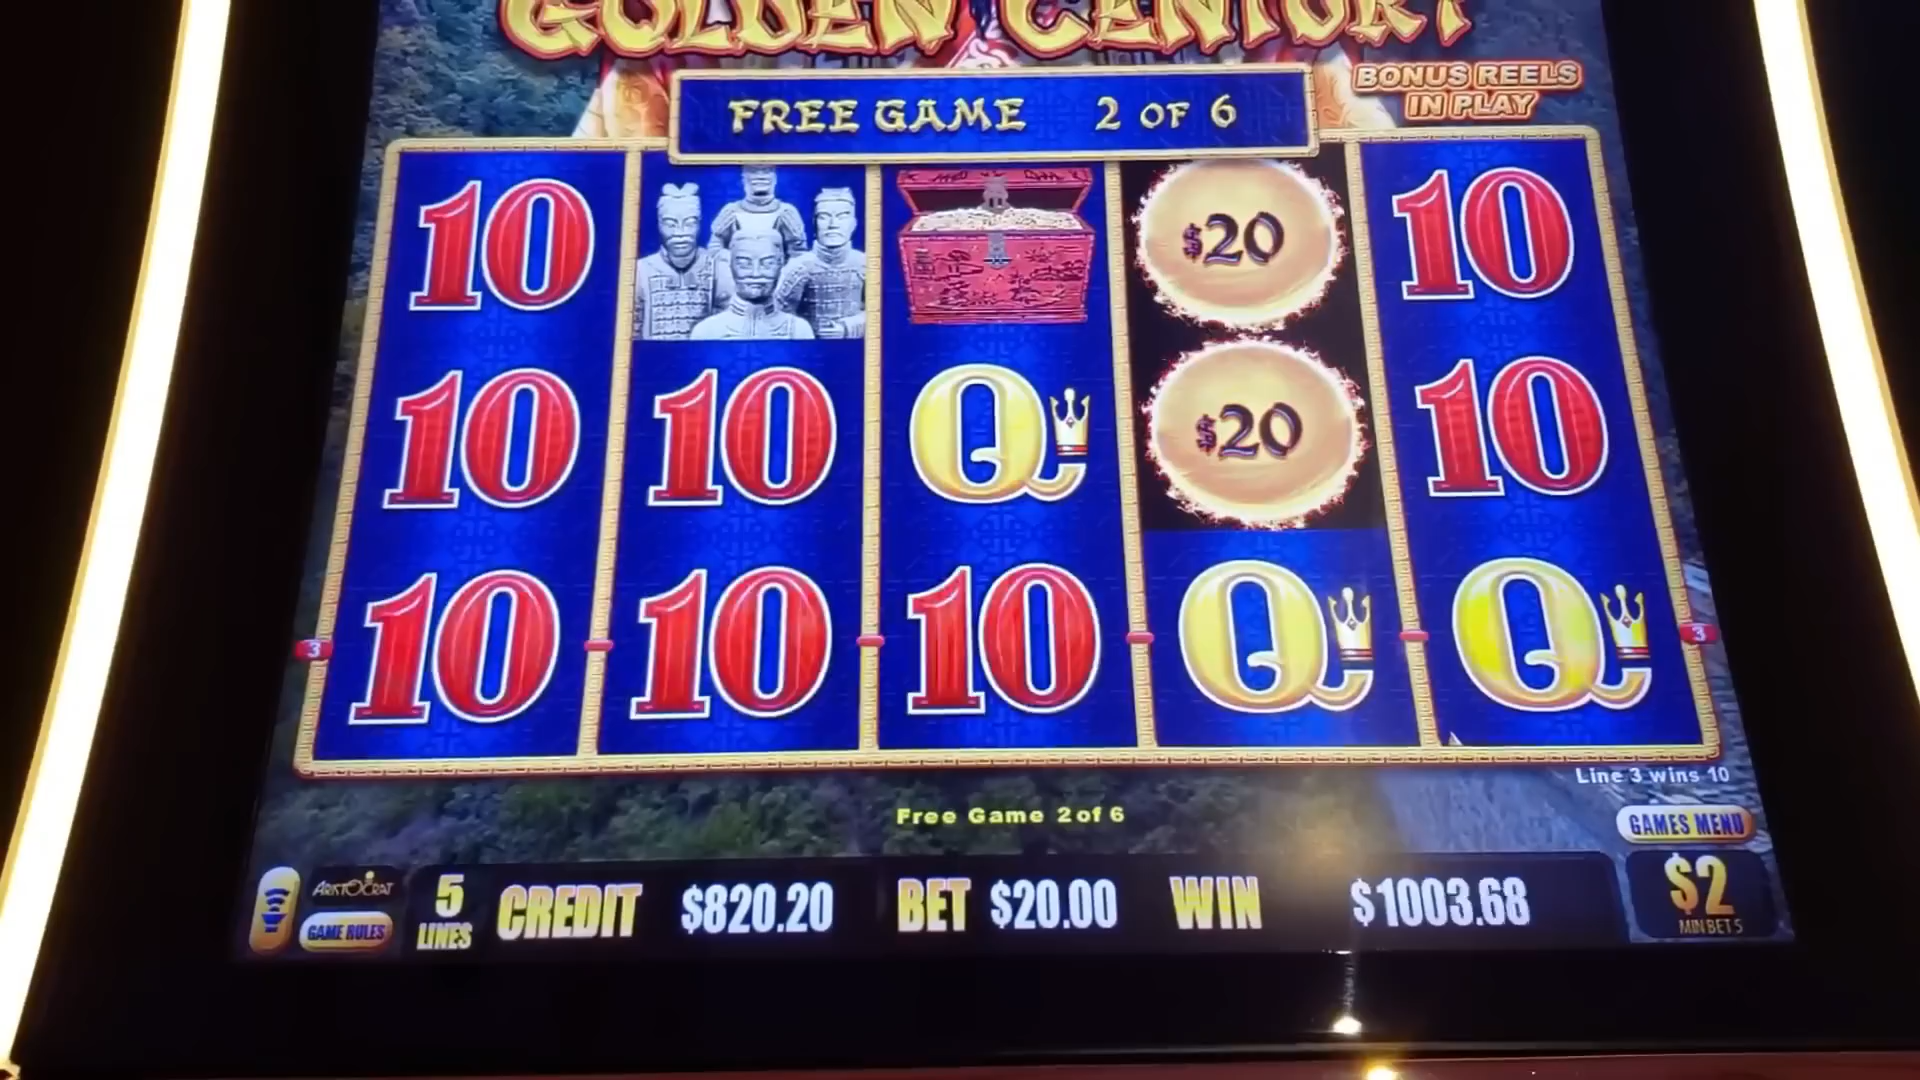 GOLDEN CENTURY
BONUS REELS
IN PLAY
FREE GAME 2 OF 6
10 $20 10
10 10 Q $20 10
3 10 10 10 Q Q 3
Line 3 wins 10
Free Game 2 of 6
GAMES MENU
ARISTOCRAT
GAME RULES
5
LINES
CREDIT $820.20 BET $20.00 WIN $1003.68
$2
MIN BET 5